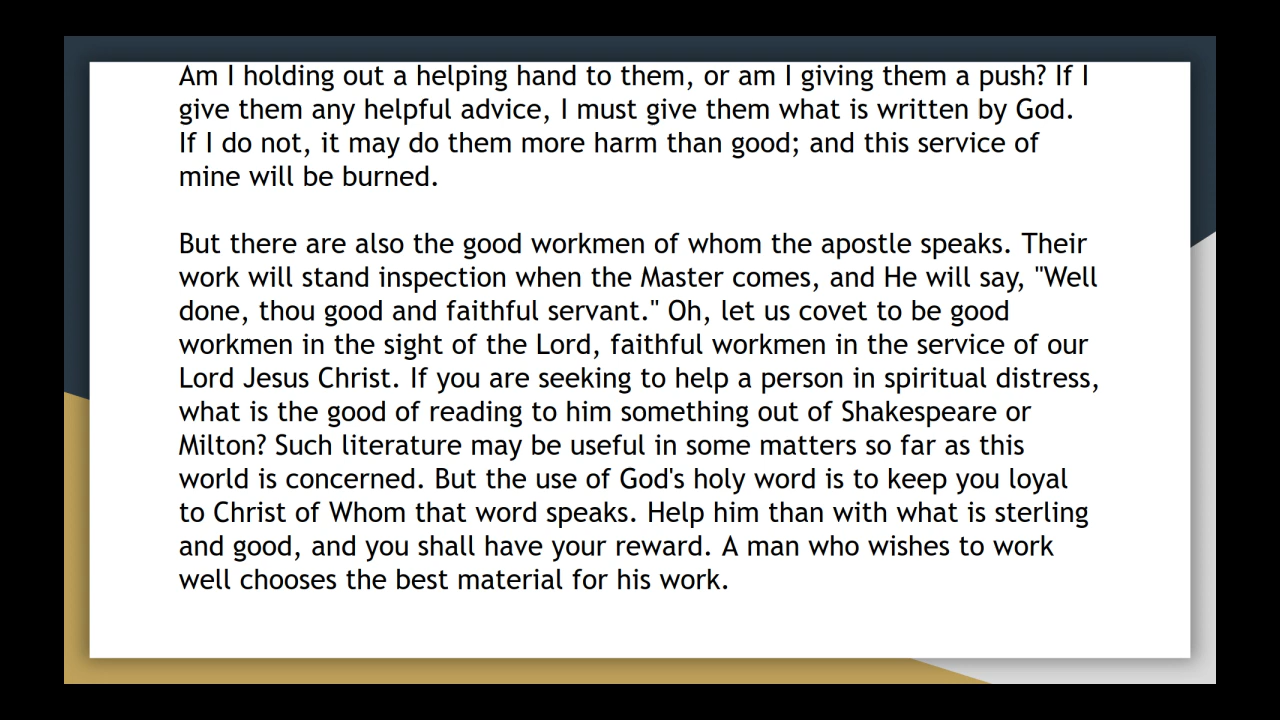 Am I holding out a helping hand to them, or am I giving them a push? If I
give them any helpful advice, I must give them what is written by God.
If I do not, it may do them more harm than good; and this service of
mine will be burned.
But there are also the good workmen of whom the apostle speaks. Their
work will stand inspection when the Master comes, and He will say, "Well
done, thou good and faithful servant." Oh, let us covet to be good
workmen in the sight of the Lord, faithful workmen in the service of our
Lord Jesus Christ. If you are seeking to help a person in spiritual distress,
what is the good of reading to him something out of Shakespeare or
Milton? Such literature may be useful in some matters so far as this
world is concerned. But the use of God's holy word is to keep you loyal
to Christ of Whom that word speaks. Help him than with what is sterling
and good, and you shall have your reward. A man who wishes to work
well chooses the best material for his work.